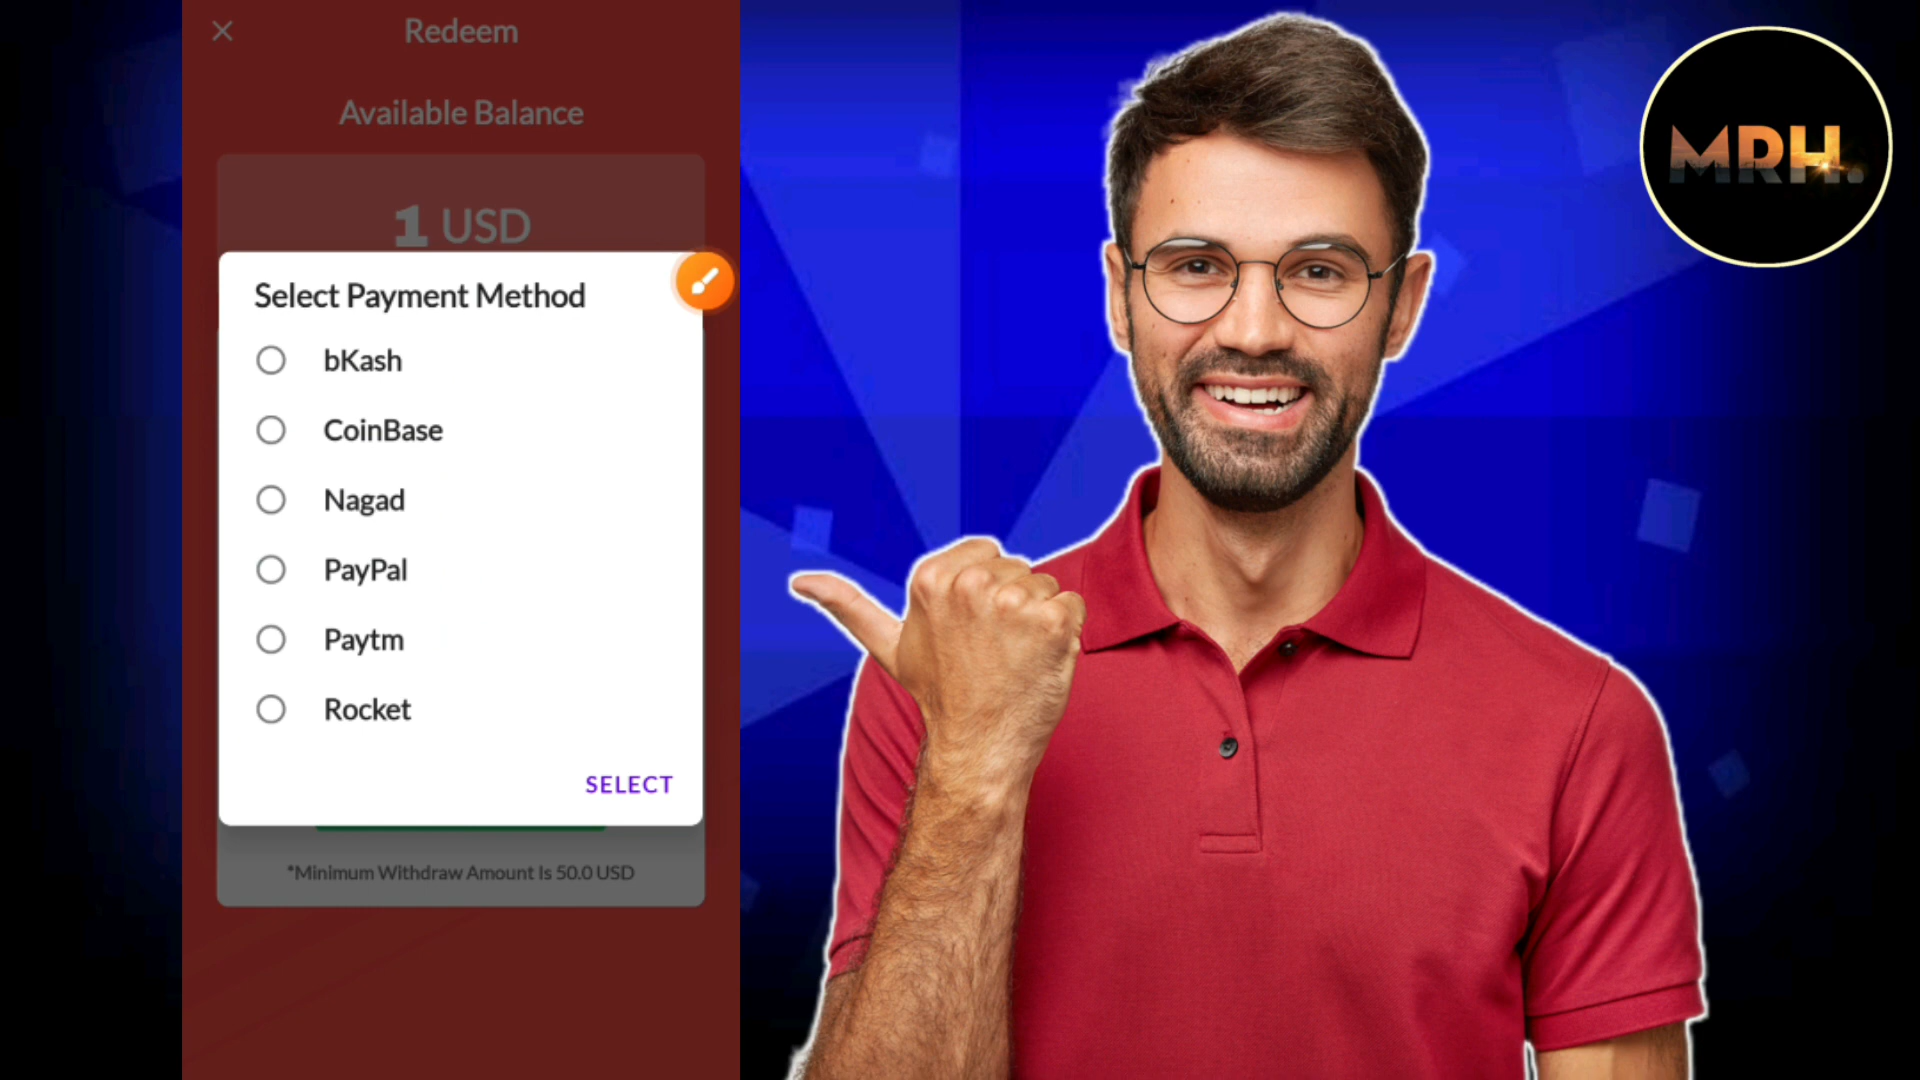 Redeem
Available Balance
1 USD
Select Payment Method
bKash
CoinBase
Nagad
PayPal
Paytm
Rocket
SELECT
*Minimum Withdraw Amount Is 50.0 USD
MRH.